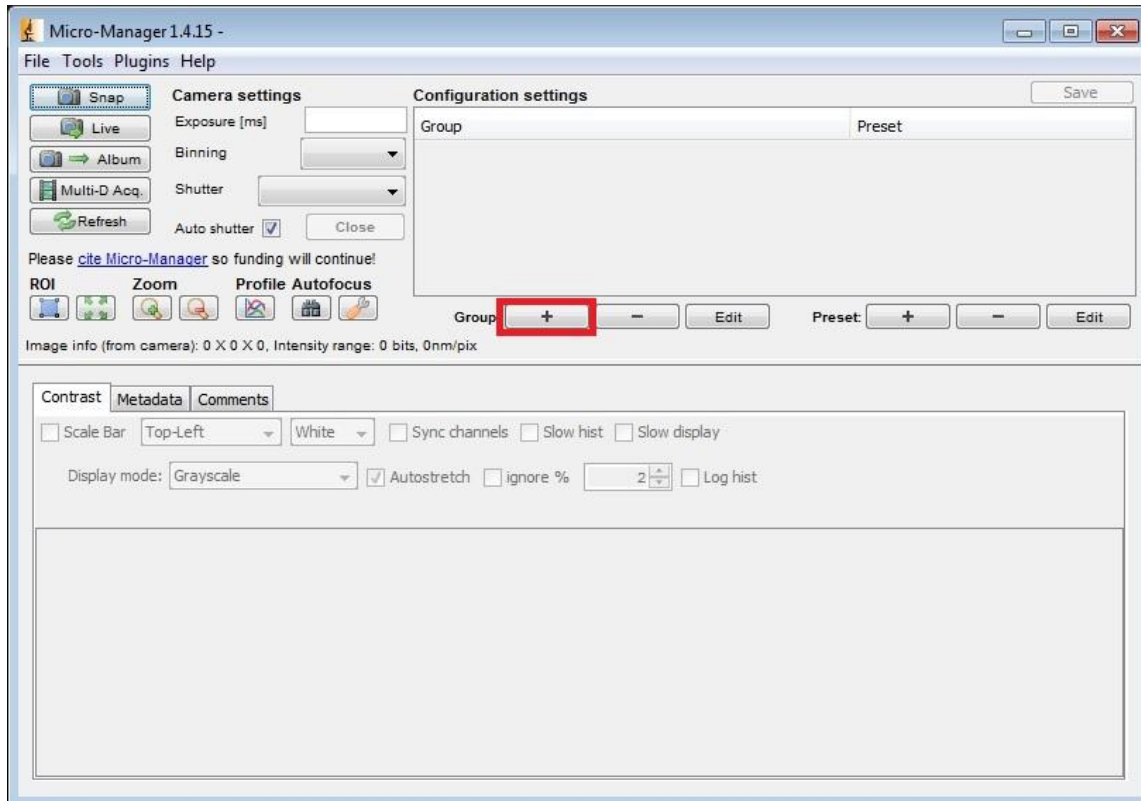 Micro-Manager 1.4.15 -
File Tools Plugins Help
Snap
Live
Album
Multi-D Acq.
Refresh
Camera settings
Exposure [ms]
Binning
Shutter
Auto shutter
Close
Configuration settings
Save
Group Preset
Please cite Micro-Manager so funding will continue!
ROI Zoom Profile Autofocus
Group + - Edit Preset: + - Edit
Image info (from camera): 0 X 0 X 0, Intensity range: 0 bits, 0nm/pix
Contrast Metadata Comments
Scale Bar Top-Left White Sync channels Slow hist Slow display
Display mode: Grayscale Autostretch ignore % 2 Log hist